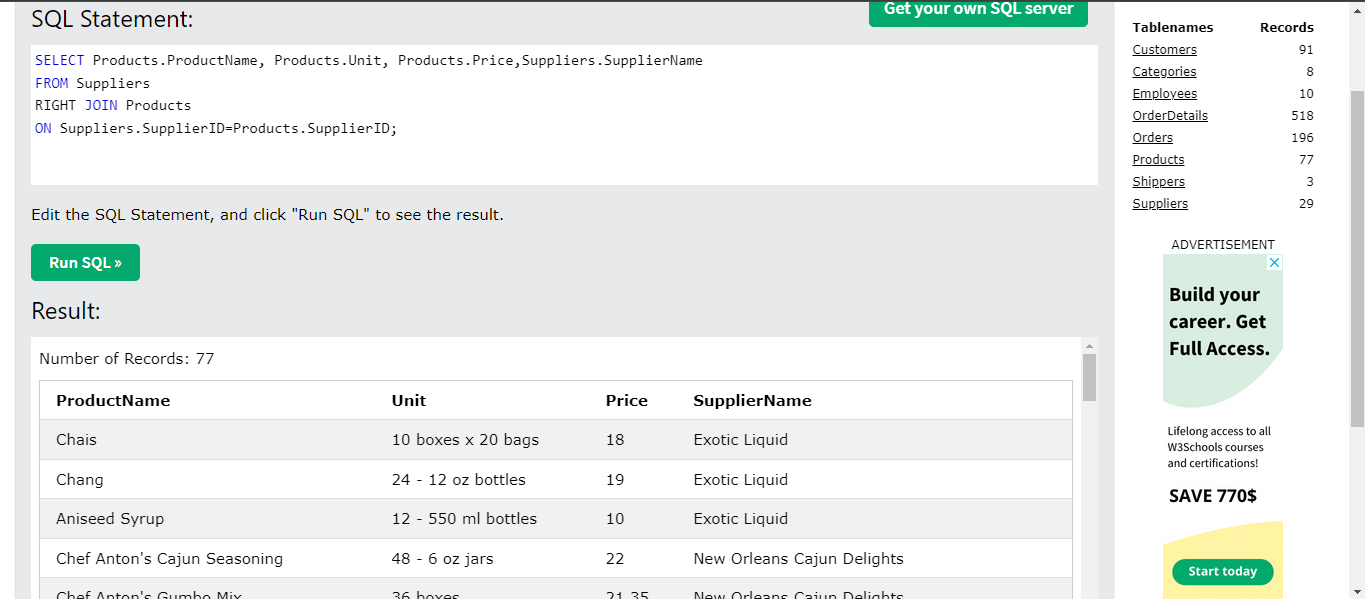 SQL Statement:
Get your own SQL server
SELECT Products.ProductName, Products.Unit, Products.Price,Suppliers.SupplierName
FROM Suppliers
RIGHT JOIN Products
ON Suppliers.SupplierID=Products.SupplierID;
Edit the SQL Statement, and click "Run SQL" to see the result.
Run SQL »
Result:
Number of Records: 77
ProductName Unit Price SupplierName
Chais 10 boxes x 20 bags 18 Exotic Liquid
Chang 24 - 12 oz bottles 19 Exotic Liquid
Aniseed Syrup 12 - 550 ml bottles 10 Exotic Liquid
Chef Anton's Cajun Seasoning 48 - 6 oz jars 22 New Orleans Cajun Delights
Chef Anton's Gumbo Mix 36 boxes 21.35 New Orleans Cajun Delights
Tablenames Records
Customers 91
Categories 8
Employees 10
OrderDetails 518
Orders 196
Products 77
Shippers 3
Suppliers 29
ADVERTISEMENT
Build your
career. Get
Full Access.
Lifelong access to all
W3Schools courses
and certifications!
SAVE 770$
Start today